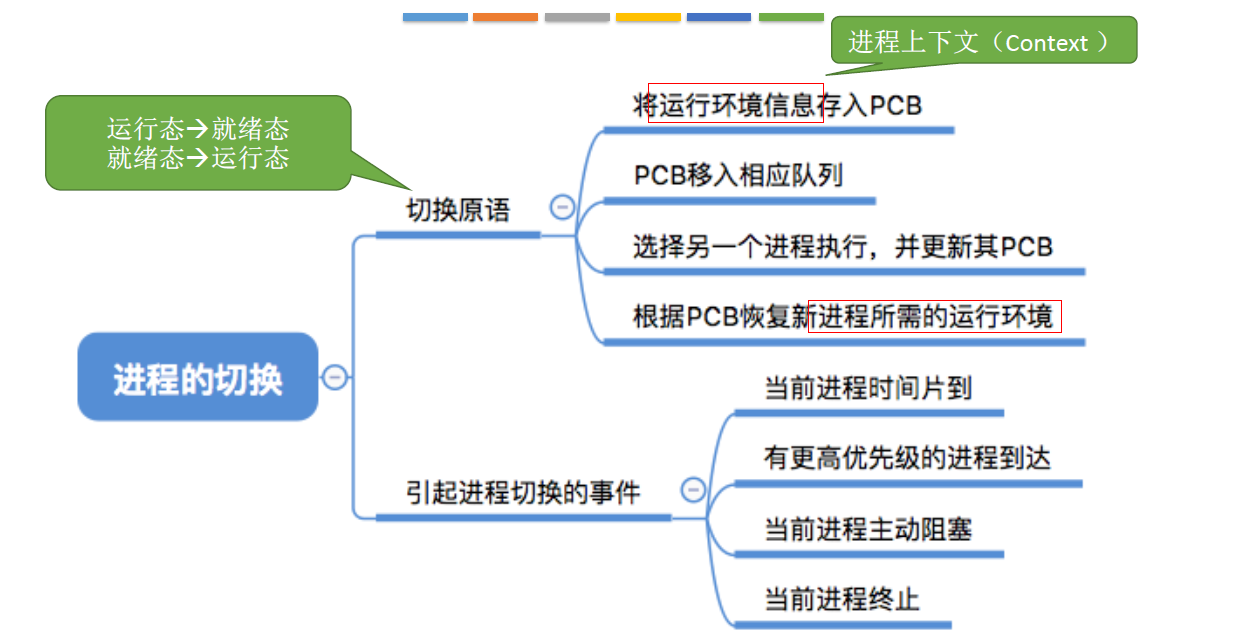 进程上下文(Context )
将运行环境信息存入PCB
运行态→就绪态
就绪态→运行态
PCB移入相应队列
切换原语
选择另一个进程执行，并更新其PCB
根据PCB恢复新进程所需的运行环境
进程的切换
当前进程时间片到
有更高优先级的进程到达
引起进程切换的事件
当前进程主动阻塞
当前进程终止